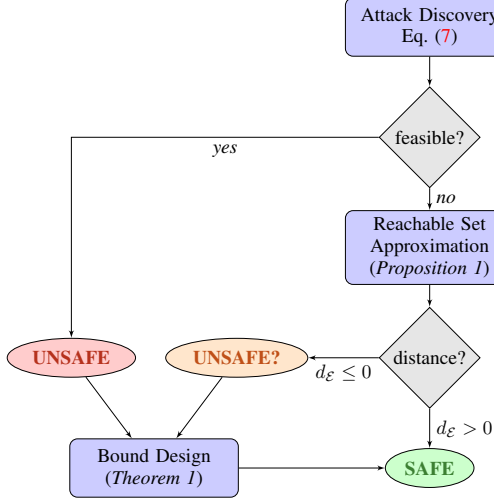 Attack Discovery
Eq. (7)
feasible?
yes
no
Reachable Set
Approximation
(Proposition 1)
UNSAFE
UNSAFE?
distance?
d_ℰ ≤ 0
d_ℰ > 0
Bound Design
(Theorem 1)
SAFE